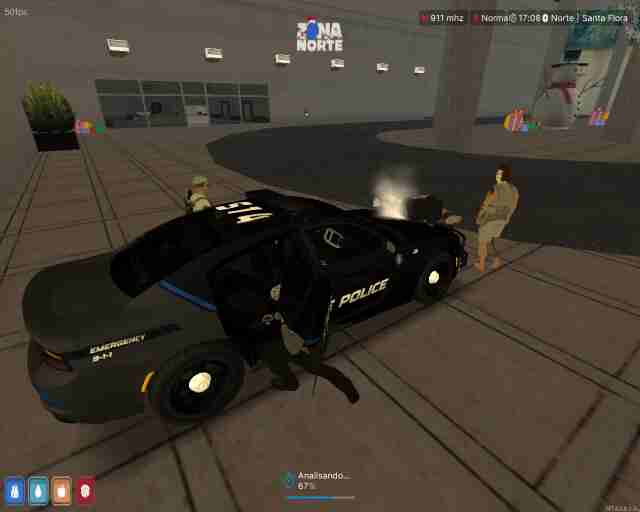 50fps
911 mhz
Normal
17:08
Norte | Santa Flora
ZONA
NORTE
514
POLICE
EMERGENCY
9-1-1
Analisando...
67%